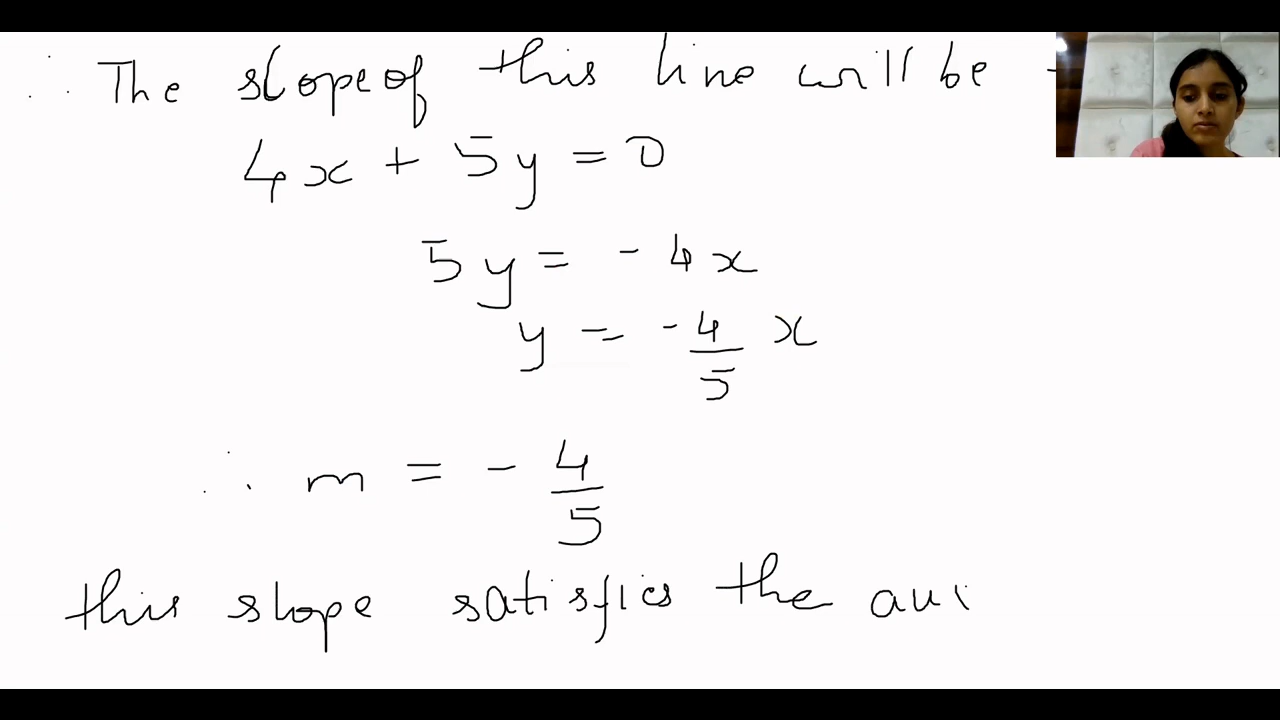 ∴ The slope of this line will be -
4x + 5y = 0
5y = - 4x
y = - 4/5 x
∴ m = - 4/5
this slope satisfies the aui